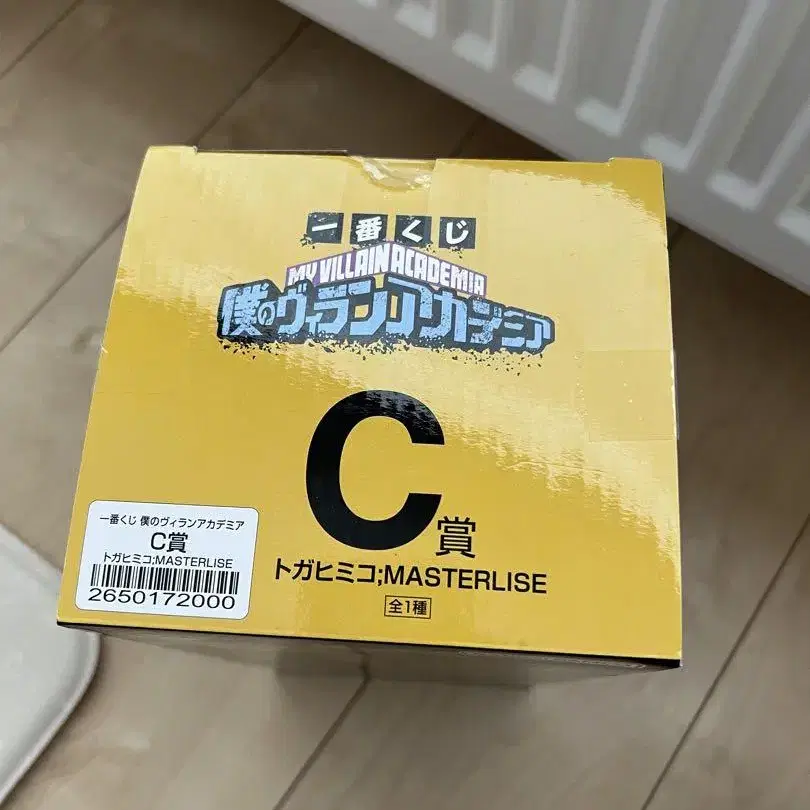 一番くじ
MY VILLAIN ACADEMIA
僕のヴィランアカデミア
C賞
トガヒミコ;MASTERLISE
全1種
一番くじ 僕のヴィランアカデミア
C賞
トガヒミコ;MASTERLISE
2650172000